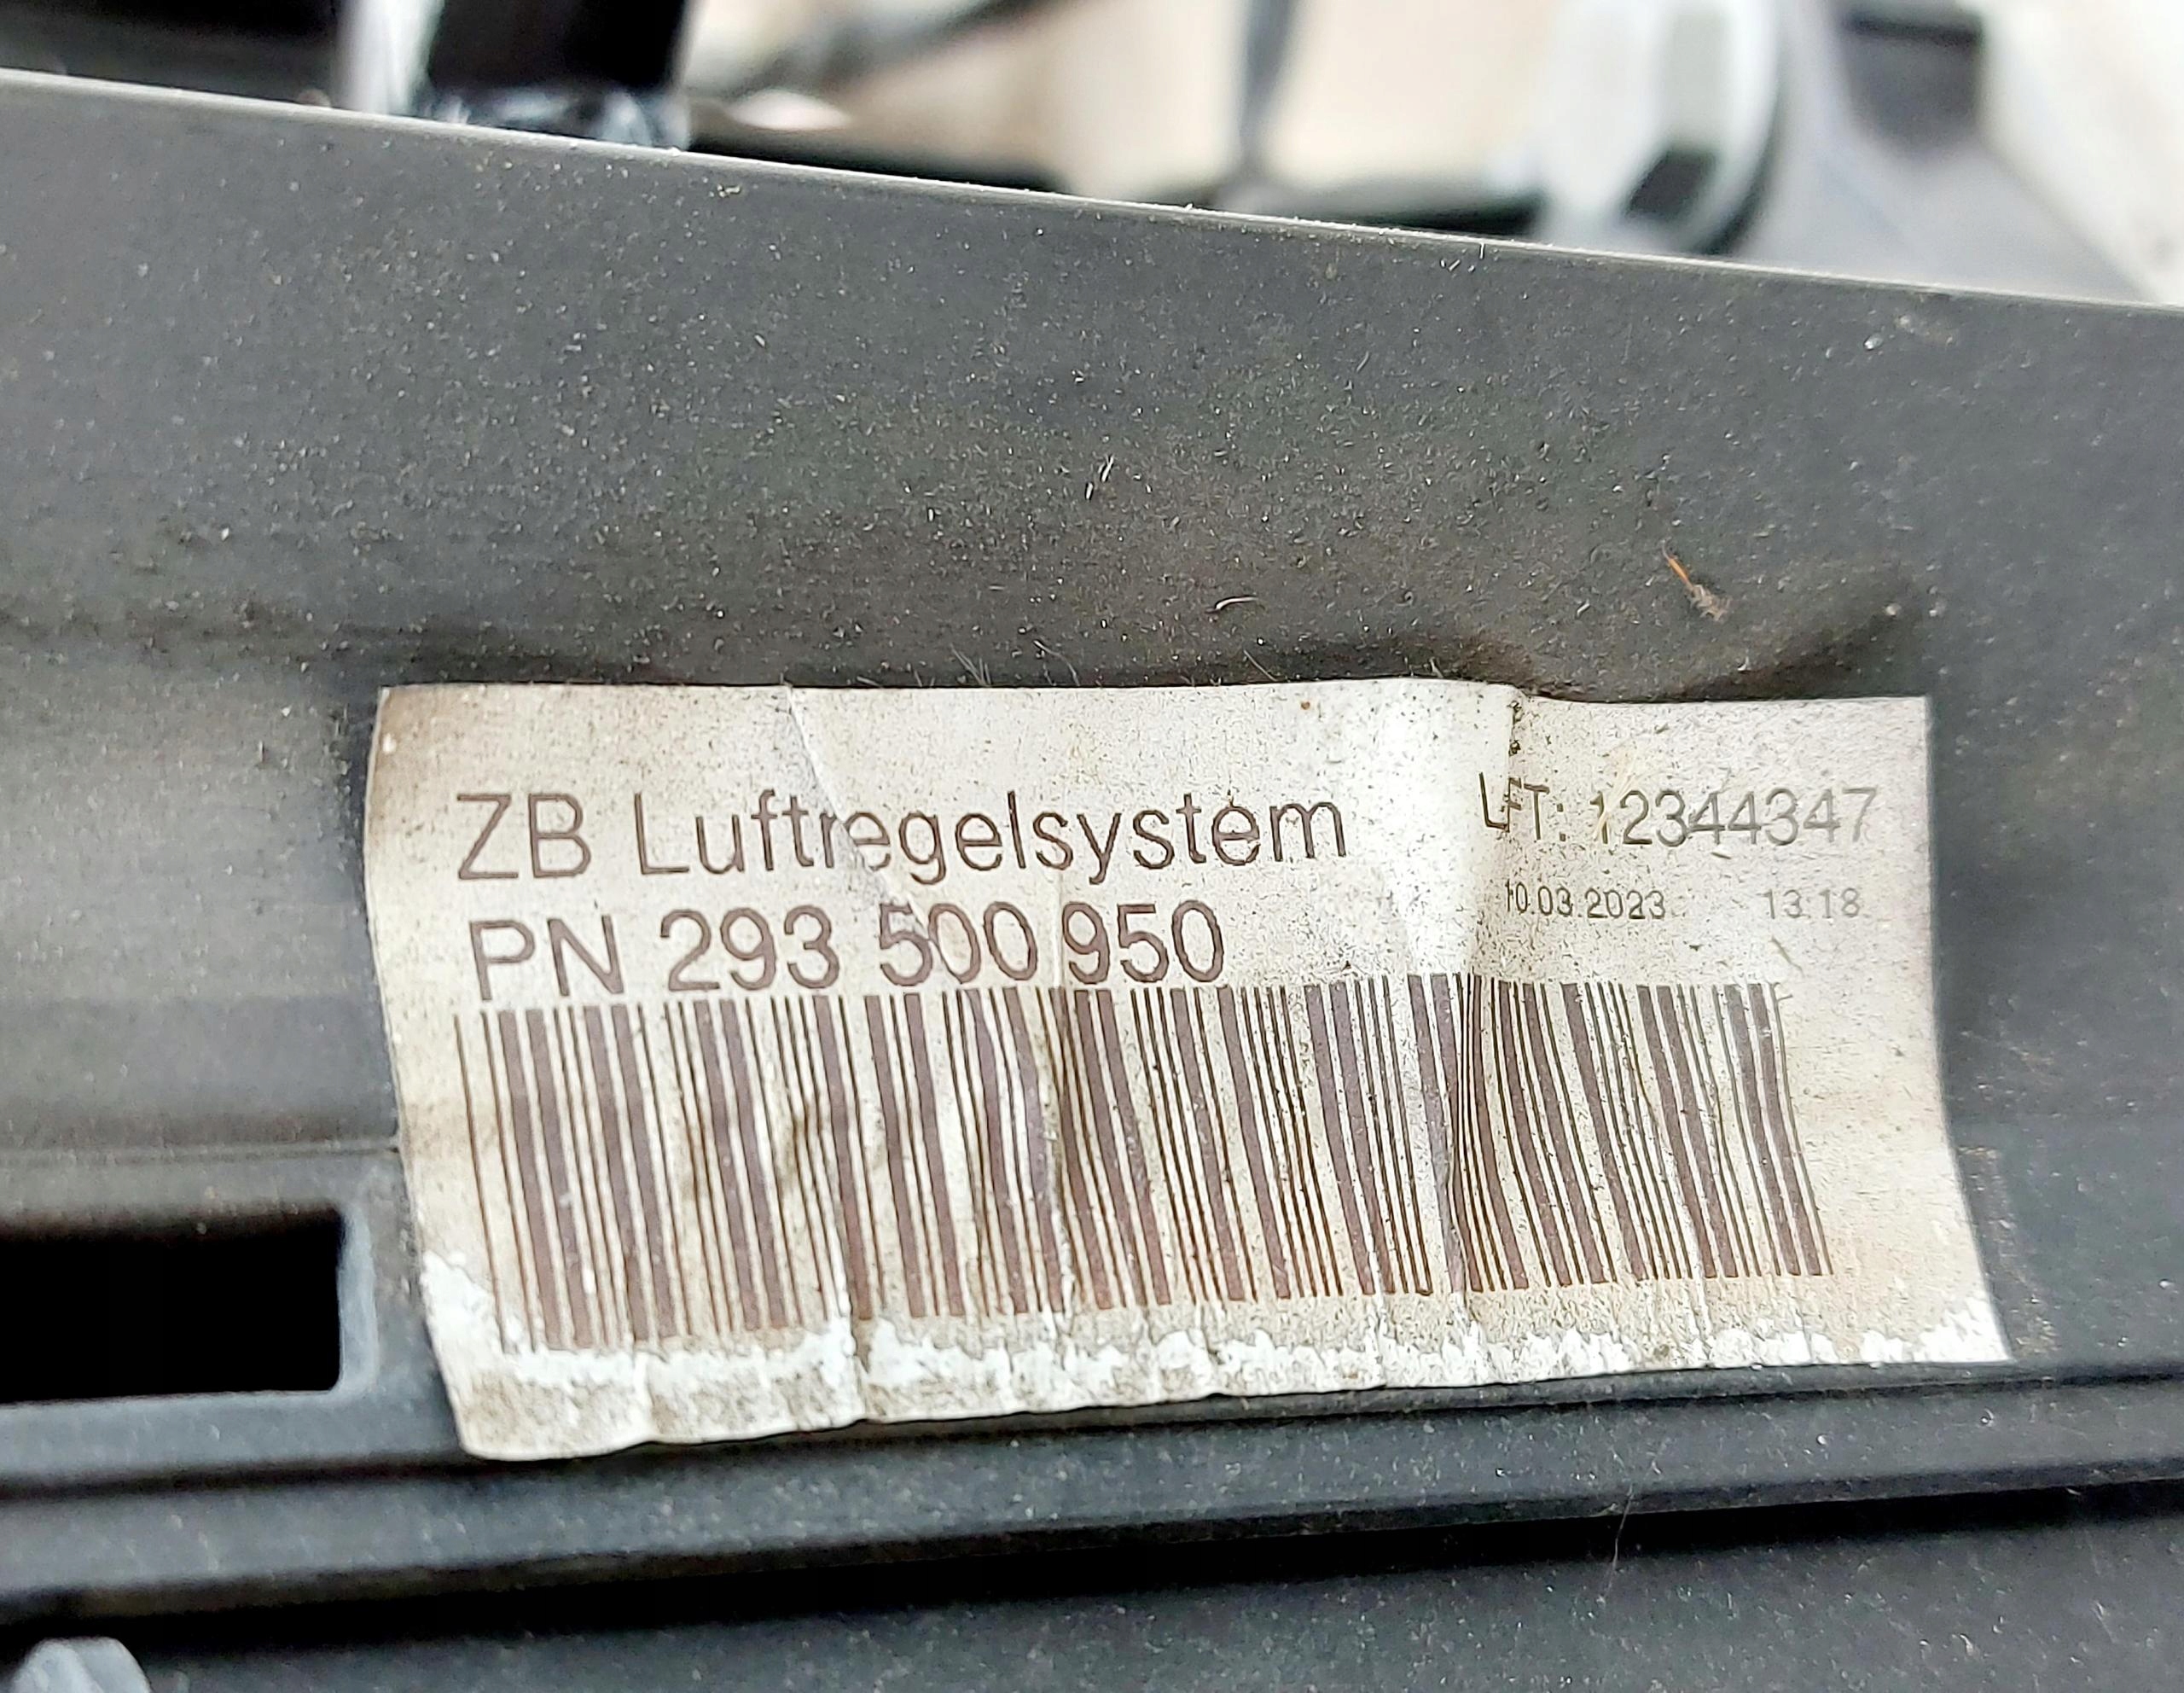 ZB Luftregelsystem
LFT: 12344347
10.03.2023 13:18
PN 293 500 950